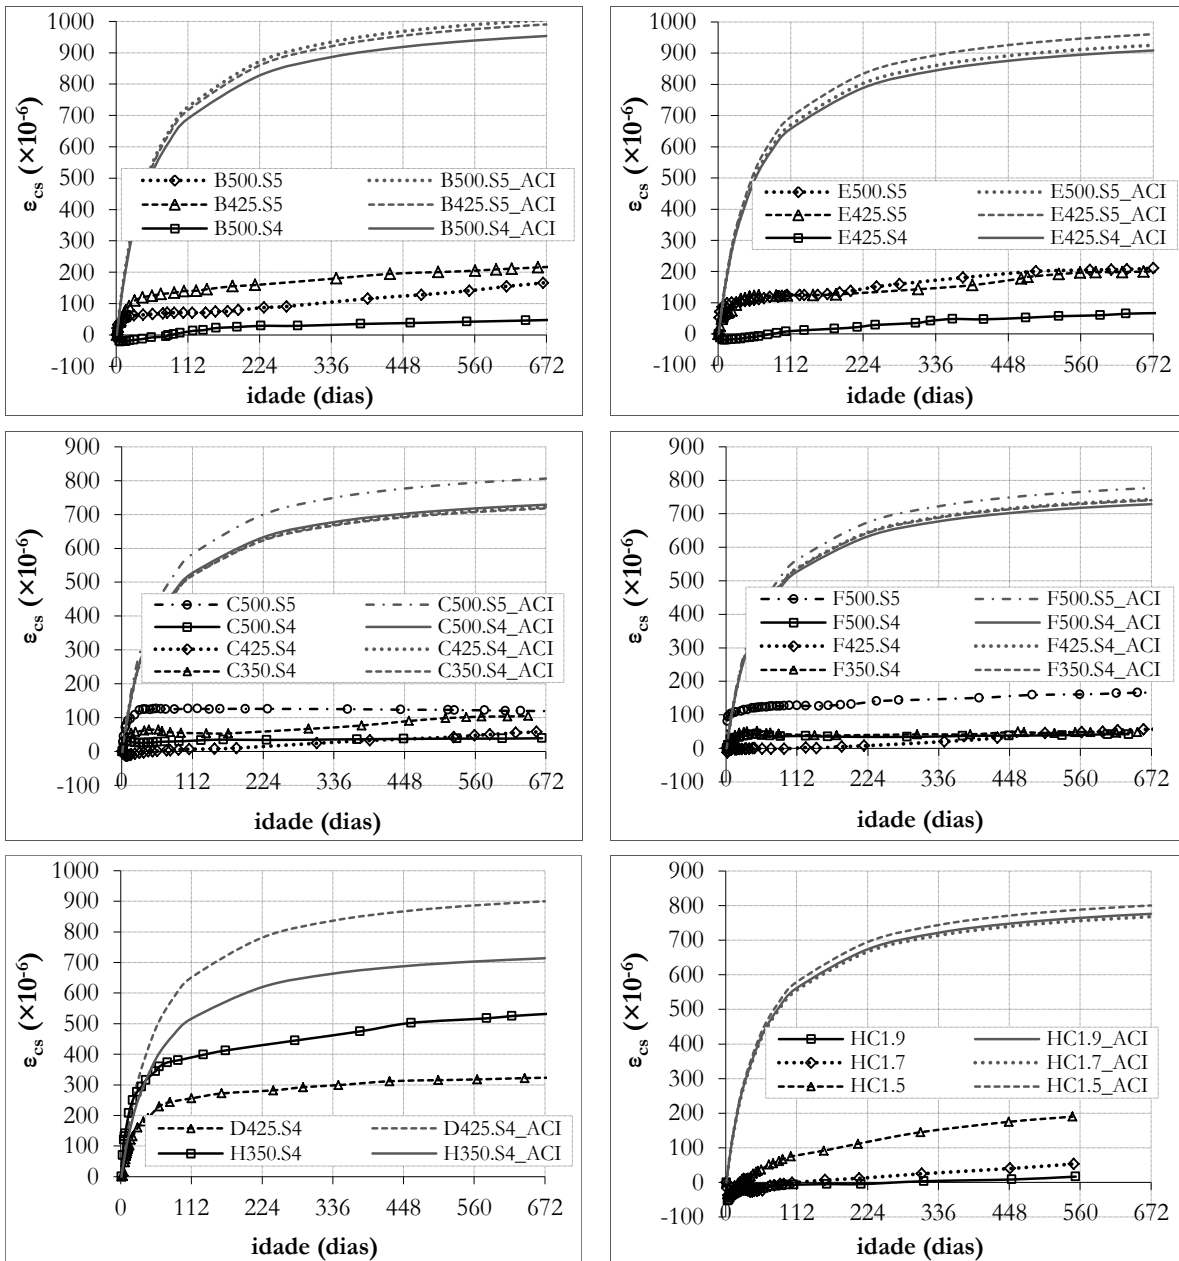 1000
900
800
700
600
500
400
300
200
100
0
-100
ε_cs (×10⁻⁶)
B500.S5 B500.S5_ACI
B425.S5 B425.S5_ACI
B500.S4 B500.S4_ACI
0 112 224 336 448 560 672
idade (dias)
1000
900
800
700
600
500
400
300
200
100
0
-100
ε_cs (×10⁻⁶)
E500.S5 E500.S5_ACI
E425.S5 E425.S5_ACI
E425.S4 E425.S4_ACI
0 112 224 336 448 560 672
idade (dias)
900
800
700
600
500
400
300
200
100
0
-100
ε_cs (×10⁻⁶)
C500.S5 C500.S5_ACI
C500.S4 C500.S4_ACI
C425.S4 C425.S4_ACI
C350.S4 C350.S4_ACI
0 112 224 336 448 560 672
idade (dias)
900
800
700
600
500
400
300
200
100
0
-100
ε_cs (×10⁻⁶)
F500.S5 F500.S5_ACI
F500.S4 F500.S4_ACI
F425.S4 F425.S4_ACI
F350.S4 F350.S4_ACI
0 112 224 336 448 560 672
idade (dias)
1000
900
800
700
600
500
400
300
200
100
0
ε_cs (×10⁻⁶)
D425.S4 D425.S4_ACI
H350.S4 H350.S4_ACI
0 112 224 336 448 560 672
idade (dias)
900
800
700
600
500
400
300
200
100
0
-100
ε_cs (×10⁻⁶)
HC1.9 HC1.9_ACI
HC1.7 HC1.7_ACI
HC1.5 HC1.5_ACI
0 112 224 336 448 560 672
idade (dias)